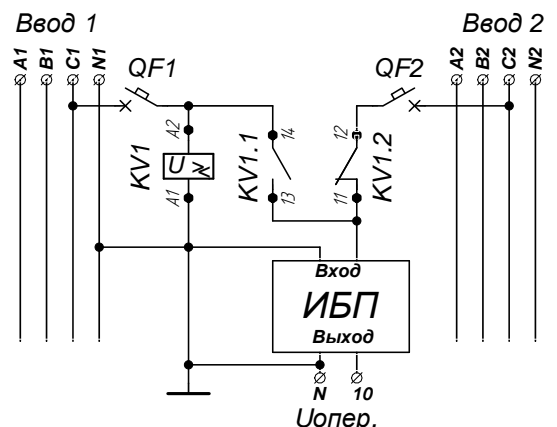 Ввод 1
Ввод 2
A1 B1 C1 N1
A2 B2 C2 N2
QF1
QF2
A2
KV1
U
A1
KV1.1
14
13
12
11
KV1.2
Вход
ИБП
Выход
N 10
Uопер.